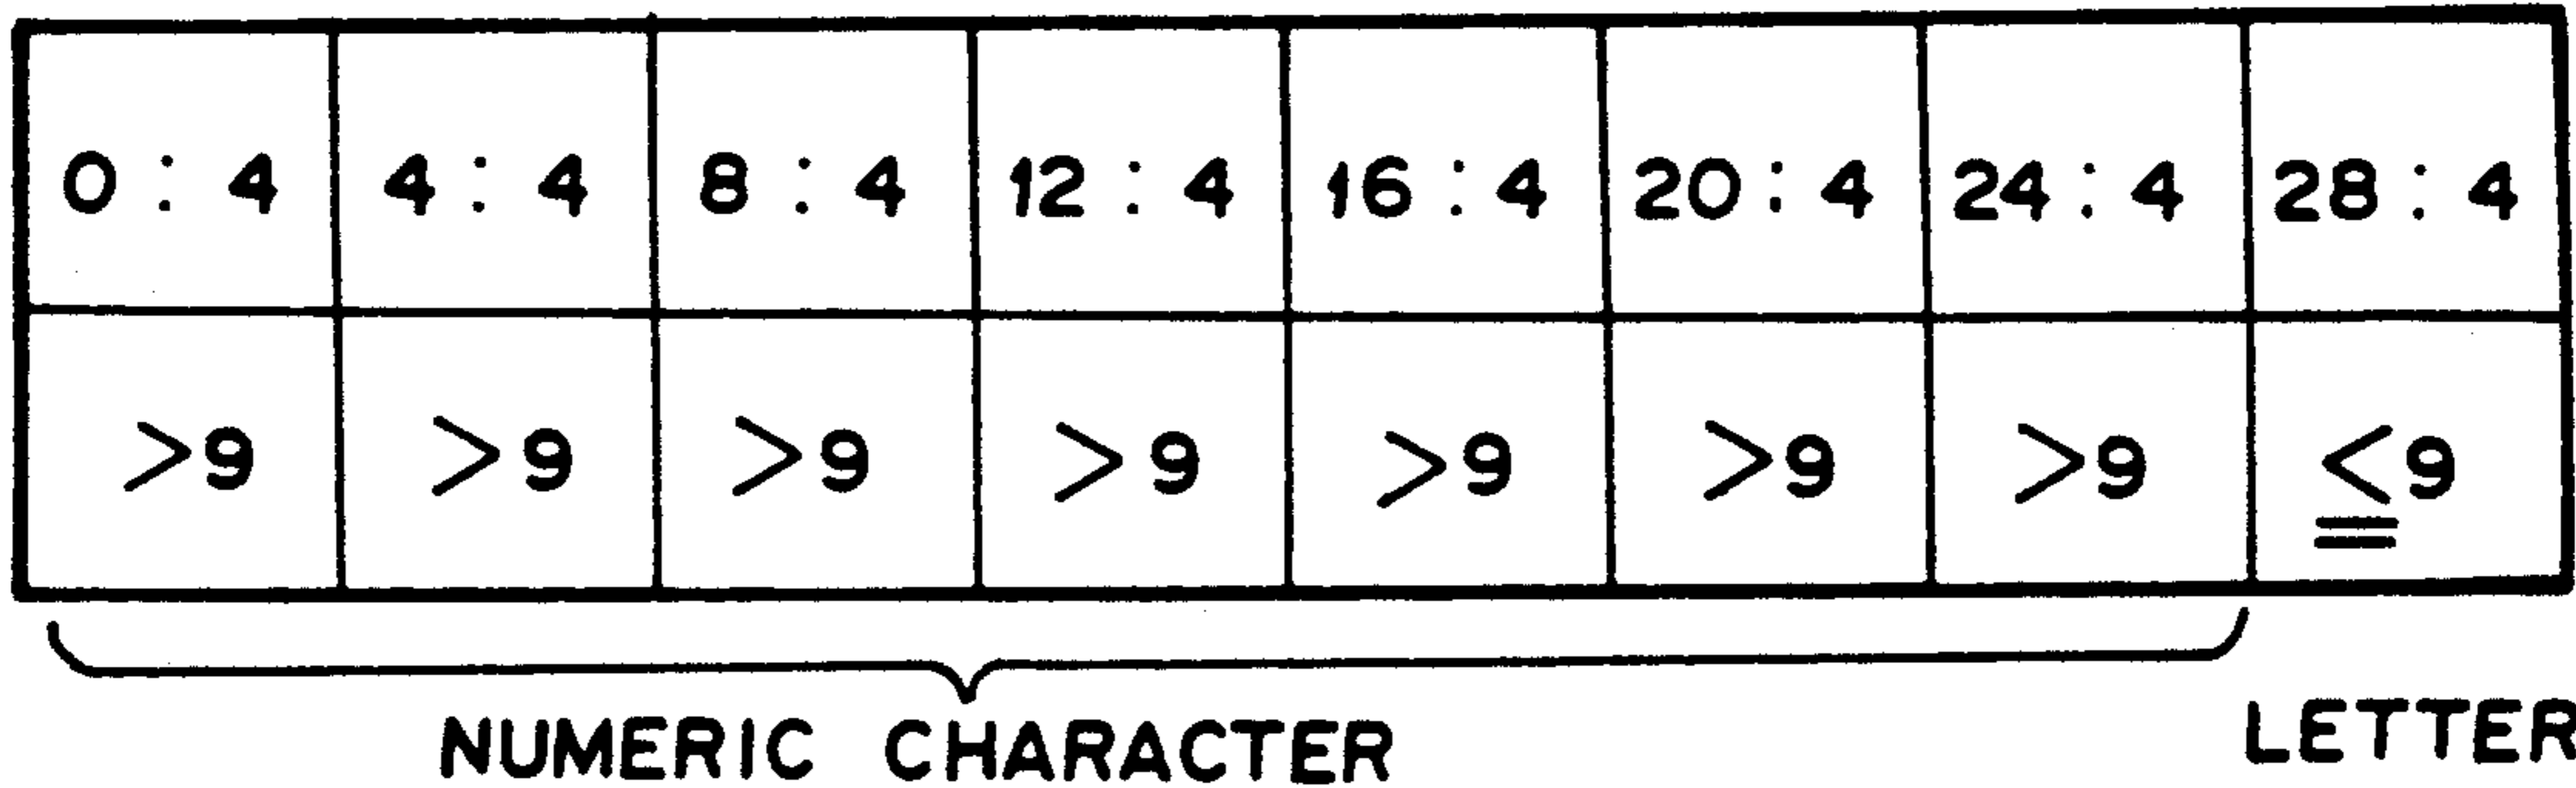 0 : 4 4 : 4 8 : 4 12 : 4 16 : 4 20 : 4 24 : 4 28 : 4
>9 >9 >9 >9 >9 >9 >9 ≦9
NUMERIC CHARACTER LETTER